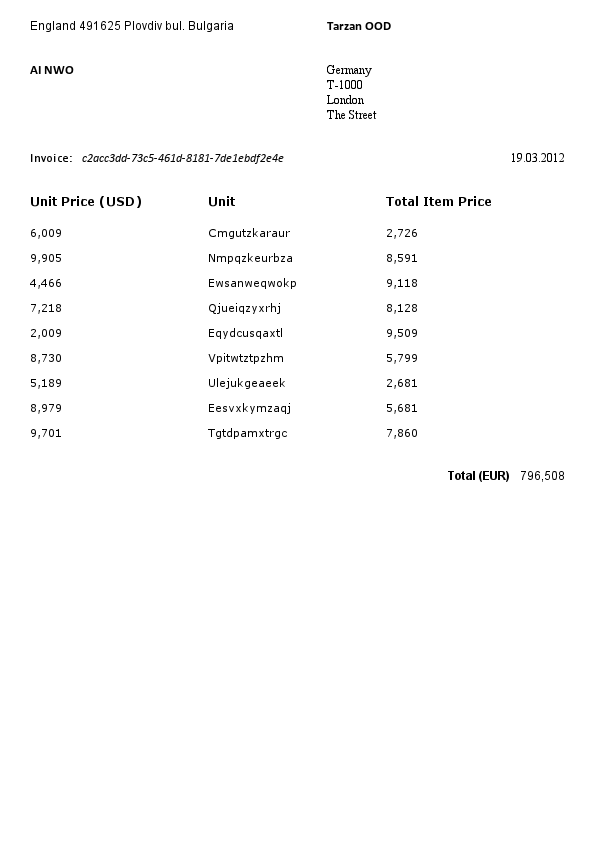 England 491625 Plovdiv bul. Bulgaria
Tarzan OOD
AI NWO
Germany
T-1000
London
The Street
Invoice: c2acc3dd-73c5-461d-8181-7de1ebdf2e4e 19.03.2012
Unit Price (USD) Unit Total Item Price
6,009 Cmgutzkaraur 2,726
9,905 Nmpqzkeurbza 8,591
4,466 Ewsanweqwokp 9,118
7,218 Qjueiqzyxrhj 8,128
2,009 Eqydcusqaxtl 9,509
8,730 Vpitwtztpzhm 5,799
5,189 Ulejukgeaeek 2,681
8,979 Eesvxkymzaqj 5,681
9,701 Tgtdpamxtrgc 7,860
Total (EUR) 796,508